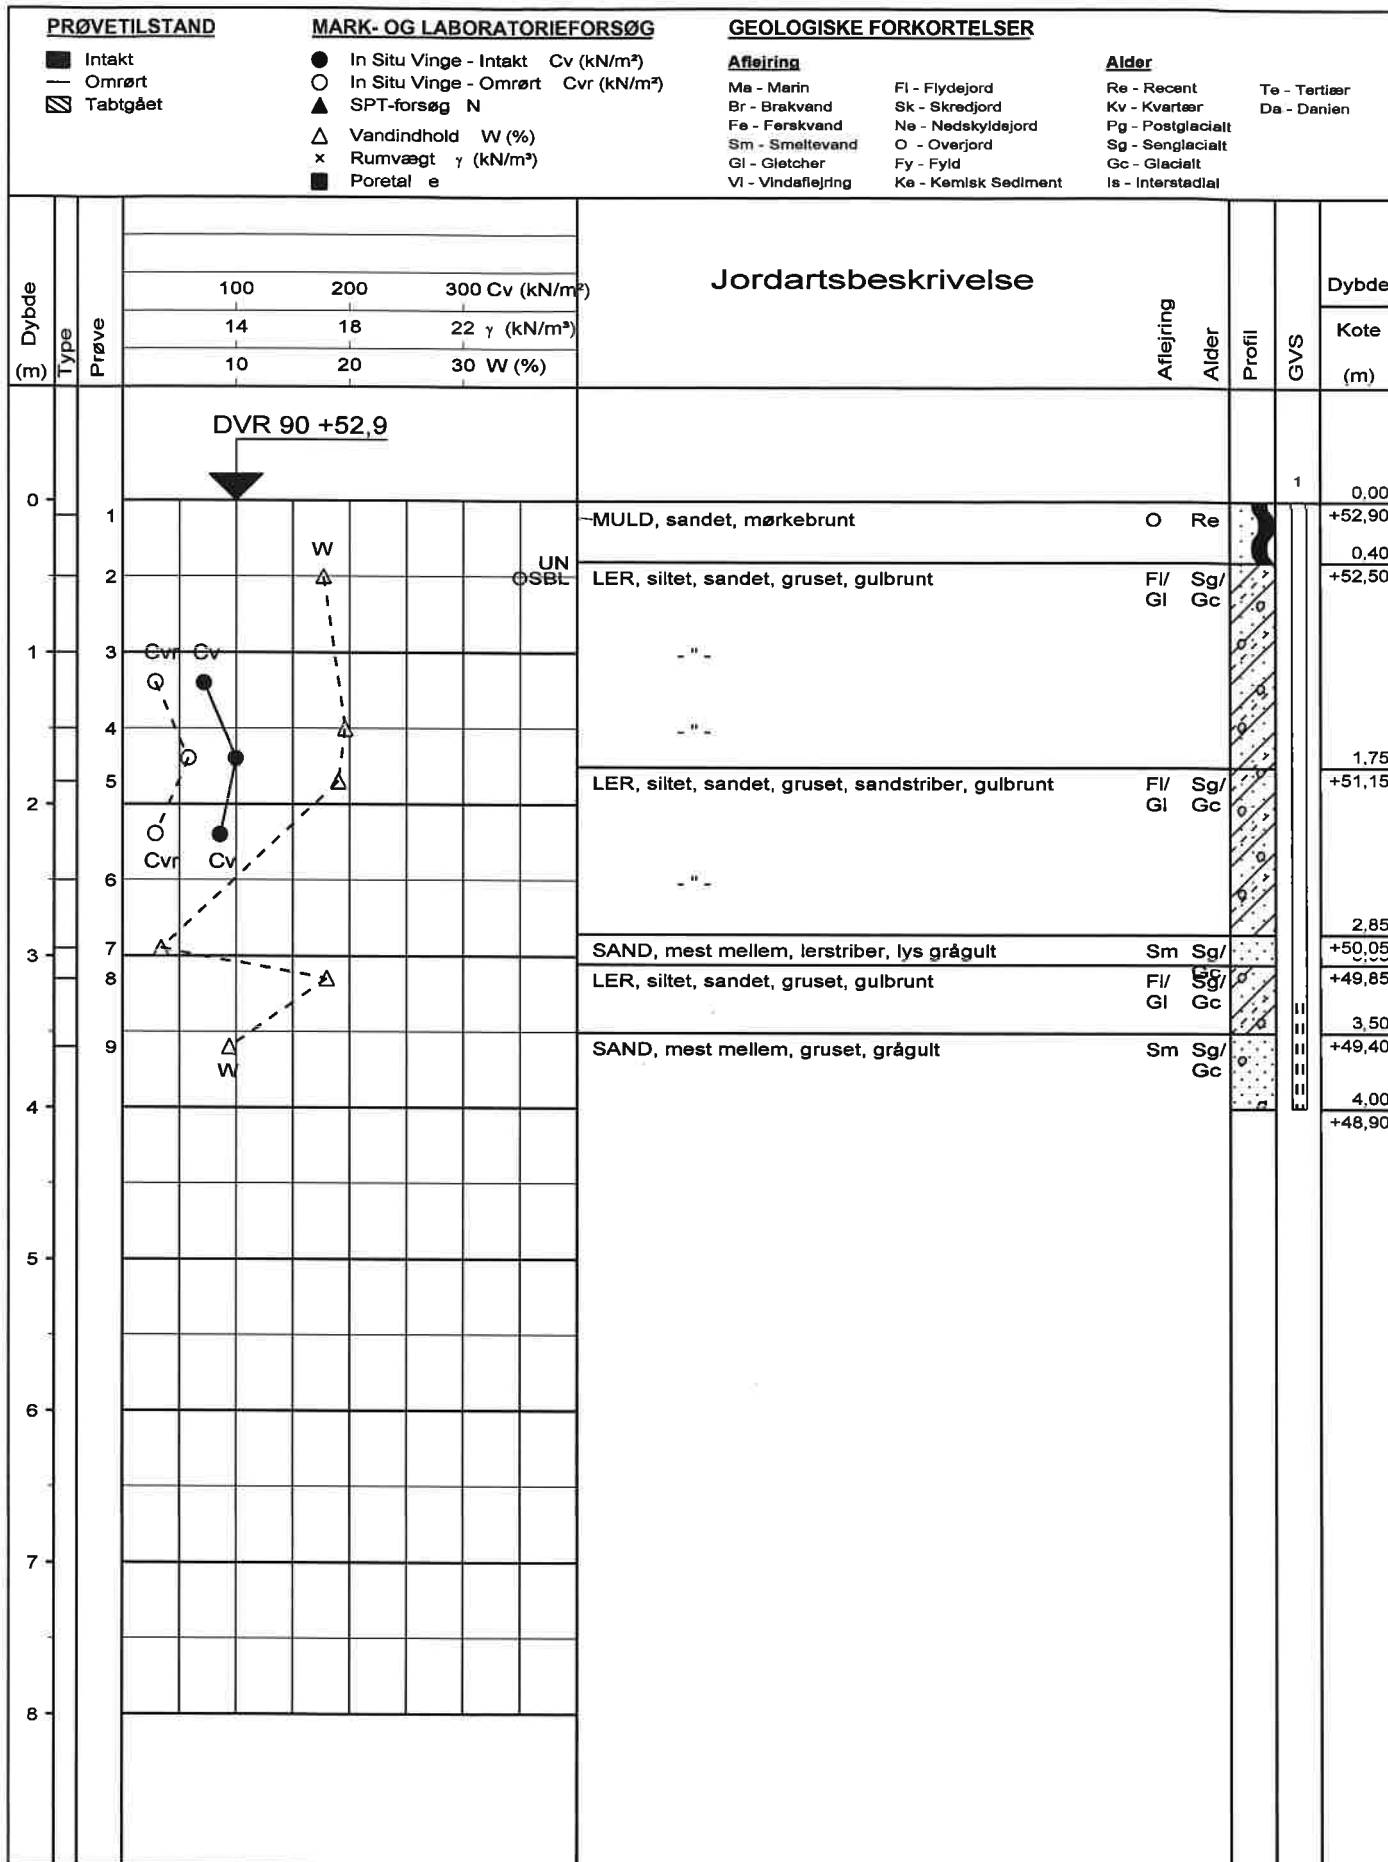 PRØVETILSTAND
Intakt
Omrørt
Tabtgået
MARK- OG LABORATORIEFORSØG
In Situ Vinge - Intakt Cv (kN/m²)
In Situ Vinge - Omrørt Cvr (kN/m²)
SPT-forsøg N
Vandindhold W (%)
Rumvægt γ (kN/m³)
Poretal e
GEOLOGISKE FORKORTELSER
Aflejring
Ma - Marin
Br - Brakvand
Fe - Ferskvand
Sm - Smeltevand
Gl - Gletcher
Vi - Vindaflejring
Fl - Flydejord
Sk - Skredjord
Ne - Nedskyldsjord
O - Overjord
Fy - Fyld
Ke - Kemisk Sediment
Alder
Re - Recent
Kv - Kvartær
Pg - Postglacialt
Sg - Senglacialt
Gc - Glacialt
Is - Interstadial
Te - Tertiær
Da - Danien
Dybde
(m)
Type
Prøve
100 200 300 Cv (kN/m²)
14 18 22 γ (kN/m³)
10 20 30 W (%)
Jordartsbeskrivelse
Aflejring
Alder
Profil
GVS
Dybde
Kote
(m)
DVR 90 +52,9
1
0 0,00
1 MULD, sandet, mørkebrunt O Re +52,90
W UN 0,40
2 SBL LER, siltet, sandet, gruset, gulbrunt Fl/ Sg/ +52,50
Gl Gc
1 3 Cvr Cv - " -
4 - " -
1,75
5 LER, siltet, sandet, gruset, sandstriber, gulbrunt Fl/ Sg/ +51,15
2 Gl Gc
Cvr Cv
6 - " -
2,85
3 7 SAND, mest mellem, lerstriber, lys grågult Sm Sg/ +50,05
Gc
8 LER, siltet, sandet, gruset, gulbrunt Fl/ Sg/ +49,85
Gl Gc
3,50
9 SAND, mest mellem, gruset, grågult Sm Sg/ +49,40
W Gc
4 4,00
+48,90
5
6
7
8